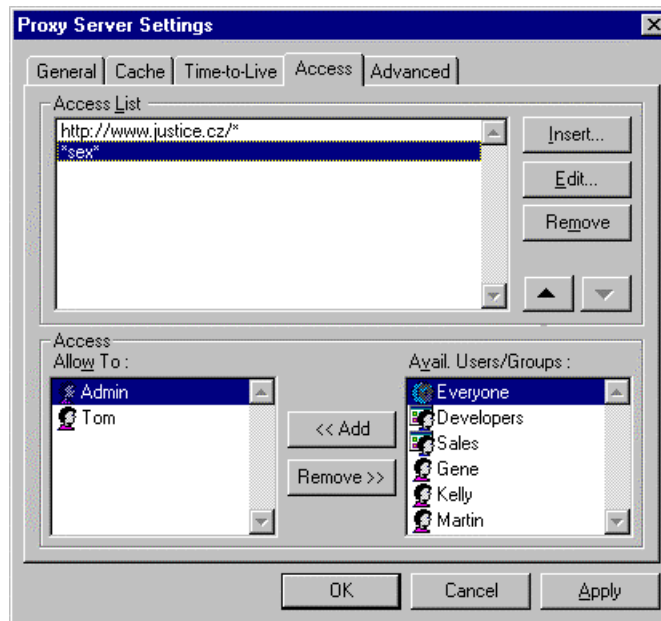 Proxy Server Settings
General Cache Time-to-Live Access Advanced
Access List
http://www.justice.cz/*
*sex*
Insert...
Edit...
Remove
Access
Allow To :
Admin
Tom
<< Add
Remove >>
Avail. Users/Groups :
Everyone
Developers
Sales
Gene
Kelly
Martin
OK Cancel Apply